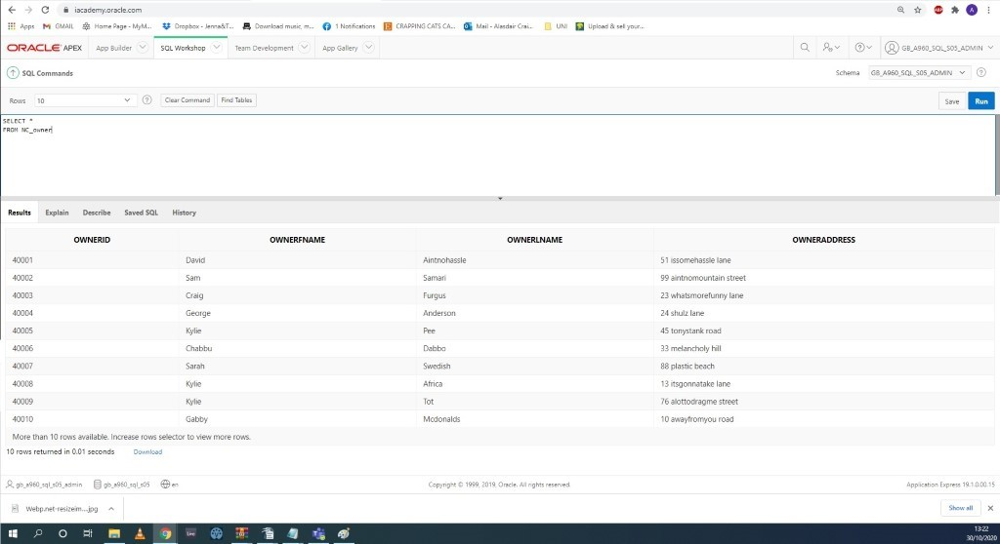 iacademy.oracle.com
Apps GMAIL Home Page - MyM... Dropbox - Jenna&T... Download music, m... 1 Notifications CRAPPING CATS CA... Mail - Alasdair Crai... UNI Upload & sell your...
ORACLE APEX App Builder SQL Workshop Team Development App Gallery GB_A960_SQL_S05_ADMIN
SQL Commands Schema GB_A960_SQL_S05_ADMIN
Rows 10 Clear Command Find Tables Save Run
SELECT *
FROM NC_owner
Results Explain Describe Saved SQL History
OWNERID OWNERFNAME OWNERLNAME OWNERADDRESS
40001 David Aintnohassle 51 issomehassle lane
40002 Sam Samari 99 aintnomountain street
40003 Craig Furgus 23 whatsmorefunny lane
40004 George Anderson 24 shulz lane
40005 Kylie Pee 45 tonystank road
40006 Chabbu Dabbo 33 melancholy hill
40007 Sarah Swedish 88 plastic beach
40008 Kylie Africa 13 itsgonnatake lane
40009 Kylie Tot 76 alottodragme street
40010 Gabby Mcdonalds 10 awayfromyou road
More than 10 rows available. Increase rows selector to view more rows.
10 rows returned in 0.01 seconds Download
gb_a960_sql_s05_admin gb_a960_sql_s05 en Copyright © 1999, 2019, Oracle. All rights reserved. Application Express 19.1.0.00.15
Webp.net-resizeim....jpg Show all
13:22
30/10/2020